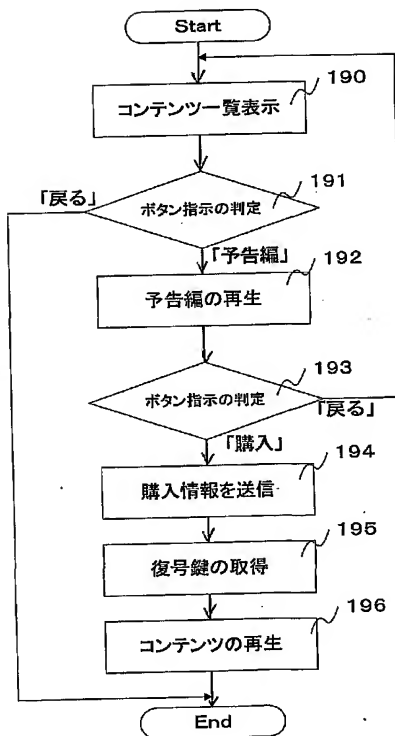 Start
190
コンテンツ一覧表示
191
「戻る」
ボタン指示の判定
「予告編」
192
予告編の再生
193
ボタン指示の判定
「戻る」
「購入」
194
購入情報を送信
195
復号鍵の取得
196
コンテンツの再生
End